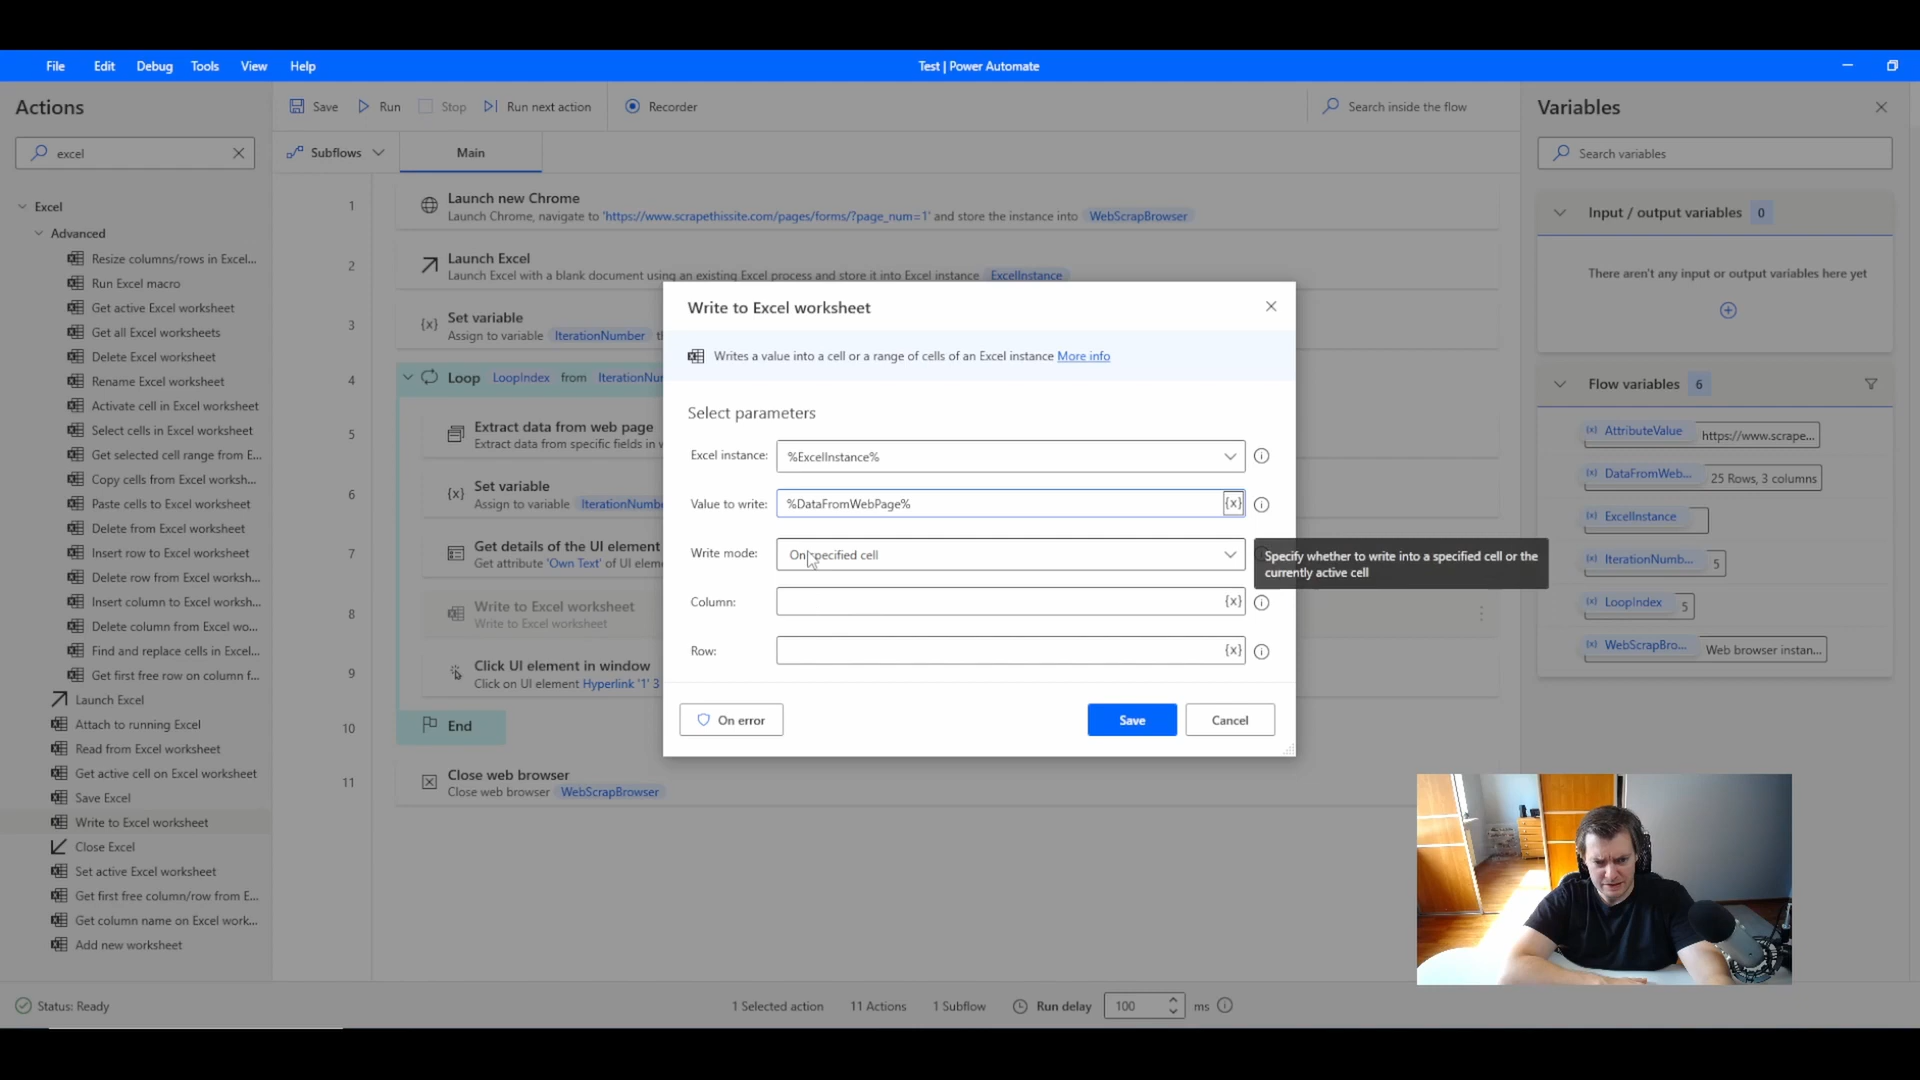 File Edit Debug Tools View Help
Test | Power Automate
Actions
excel
Excel
Advanced
Resize columns/rows in Excel...
Run Excel macro
Get active Excel worksheet
Get all Excel worksheets
Delete Excel worksheet
Rename Excel worksheet
Activate cell in Excel worksheet
Select cells in Excel worksheet
Get selected cell range from E...
Copy cells from Excel worksh...
Paste cells to Excel worksheet
Delete from Excel worksheet
Insert row to Excel worksheet
Delete row from Excel worksh...
Insert column to Excel worksh...
Delete column from Excel wo...
Find and replace cells in Excel...
Get first free row on column f...
Launch Excel
Attach to running Excel
Read from Excel worksheet
Get active cell on Excel worksheet
Save Excel
Write to Excel worksheet
Close Excel
Set active Excel worksheet
Get first free column/row from E...
Get column name on Excel work...
Add new worksheet
Save Run Stop Run next action Recorder Search inside the flow
Subflows Main
1 Launch new Chrome
Launch Chrome, navigate to 'https://www.scrapethissite.com/pages/forms/?page_num=1' and store the instance into WebScrapBrowser
2 Launch Excel
Launch Excel with a blank document using an existing Excel process and store it into Excel instance ExcelInstance
3 {x} Set variable
Assign to variable IterationNumber
4 Loop LoopIndex from IterationNu
5 Extract data from web page
Extract data from specific fields in
6 {x} Set variable
Assign to variable IterationNumbe
7 Get details of the UI element
Get attribute 'Own Text' of UI elem
8 Write to Excel worksheet
Write to Excel worksheet
9 Click UI element in window
Click on UI element Hyperlink '1' 3
10 End
11 Close web browser
Close web browser WebScrapBrowser
Write to Excel worksheet
Writes a value into a cell or a range of cells of an Excel instance More info
Select parameters
Excel instance: %ExcelInstance%
Value to write: %DataFromWebPage% {x}
Write mode: On specified cell
Specify whether to write into a specified cell or the
currently active cell
Column: {x}
Row: {x}
On error Save Cancel
Variables
Search variables
Input / output variables 0
There aren't any input or output variables here yet
Flow variables 6
(x) AttributeValue https://www.scrape...
(x) DataFromWeb... 25 Rows, 3 columns
(x) ExcelInstance
(x) IterationNumb... 5
(x) LoopIndex 5
(x) WebScrapBro... Web browser instan...
Status: Ready 1 Selected action 11 Actions 1 Subflow Run delay 100 ms